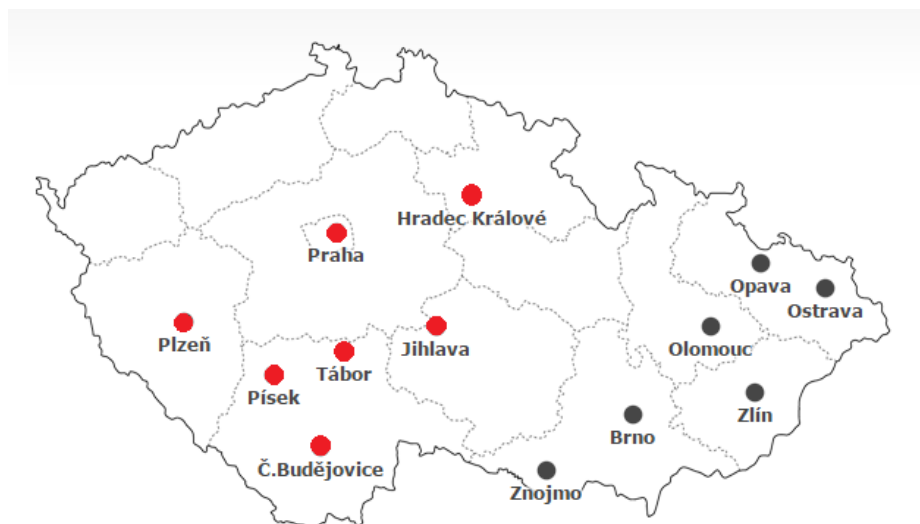 Hradec Králové
Praha
Opava
Ostrava
Plzeň
Jihlava
Olomouc
Tábor
Písek
Zlín
Brno
Č.Budějovice
Znojmo